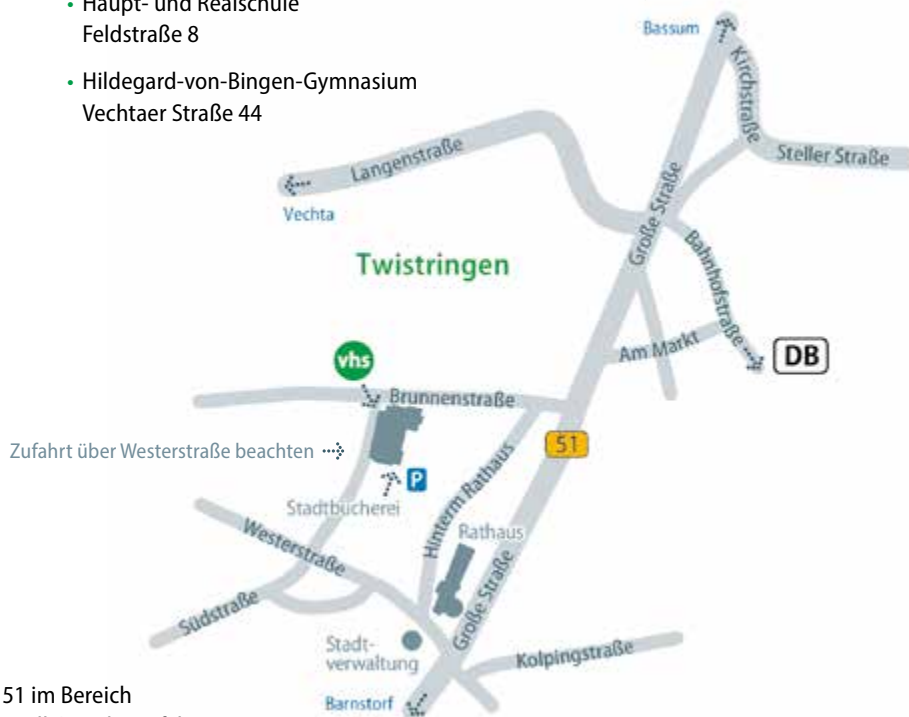 • Haupt- und Realschule
Feldstraße 8
• Hildegard-von-Bingen-Gymnasium
Vechtaer Straße 44
Bassum
Kirchstraße
Steller Straße
Langenstraße
Vechta
Große Straße
Bahnhofstraße
Twistringen
Am Markt
DB
vhs
Brunnenstraße
51
Zufahrt über Westerstraße beachten
P
Stadtbücherei
Hinterm Rathaus
Rathaus
Westerstraße
Große Straße
Südstraße
Stadt-
verwaltung
Kolpingstraße
Barnstorf
51 im Bereich